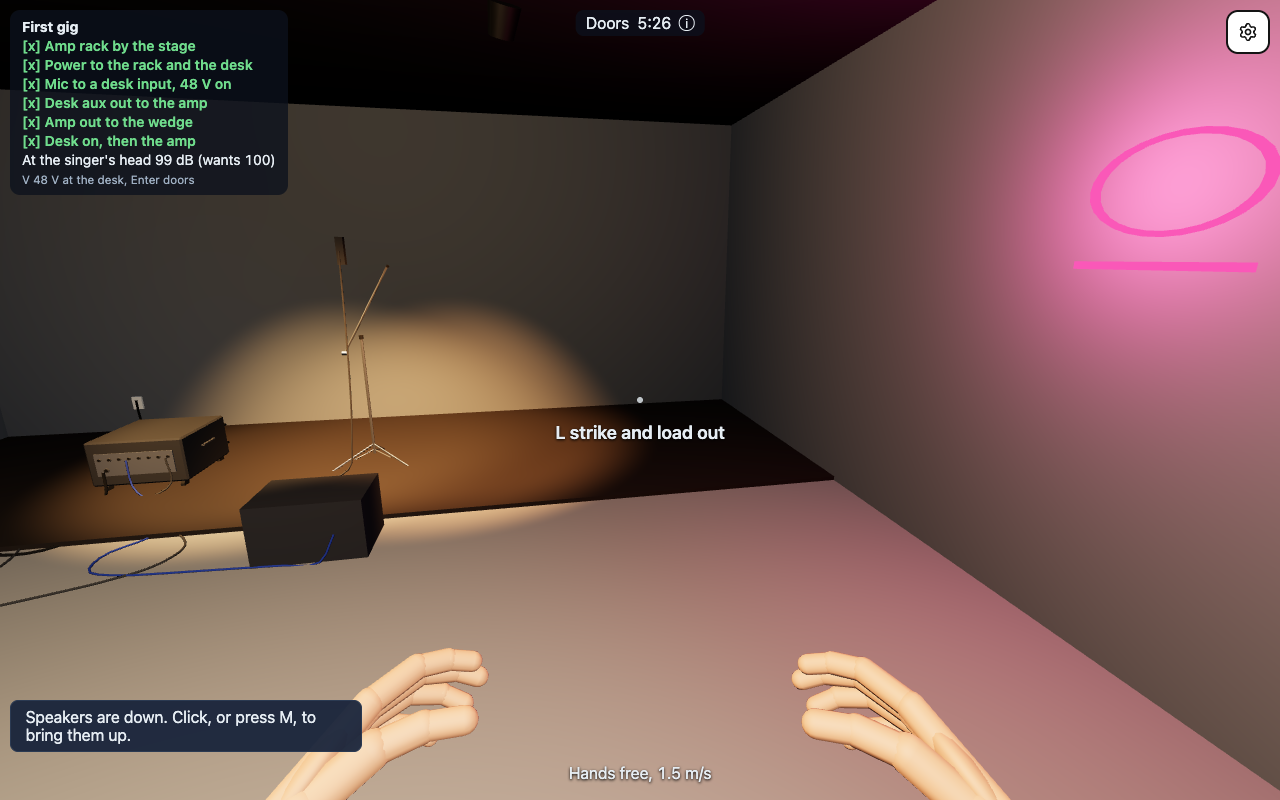 First gig
[x] Amp rack by the stage
[x] Power to the rack and the desk
[x] Mic to a desk input, 48 V on
[x] Desk aux out to the amp
[x] Amp out to the wedge
[x] Desk on, then the amp
At the singer's head 99 dB (wants 100)
V 48 V at the desk, Enter doors
Doors 5:26 ⓘ
L strike and load out
Speakers are down. Click, or press M, to
bring them up.
Hands free, 1.5 m/s